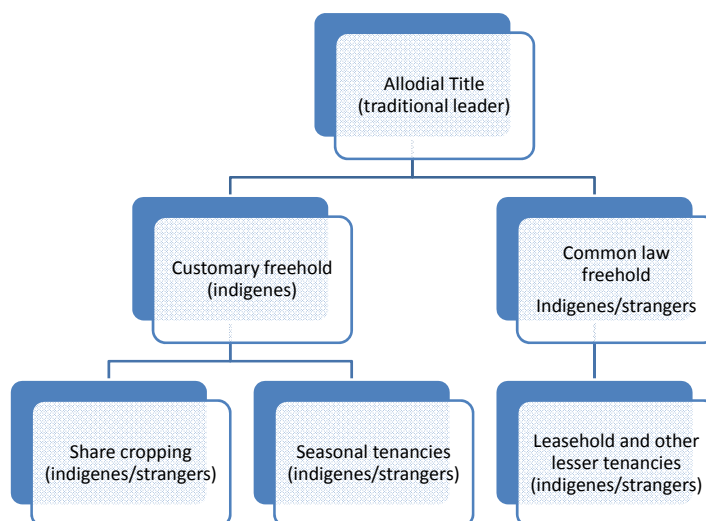 Allodial Title
(traditional leader)
Customary freehold
(indigenes)
Common law
freehold
Indigenes/strangers
Share cropping
(indigenes/strangers)
Seasonal tenancies
(indigenes/strangers)
Leasehold and other
lesser tenancies
(indigenes/strangers)